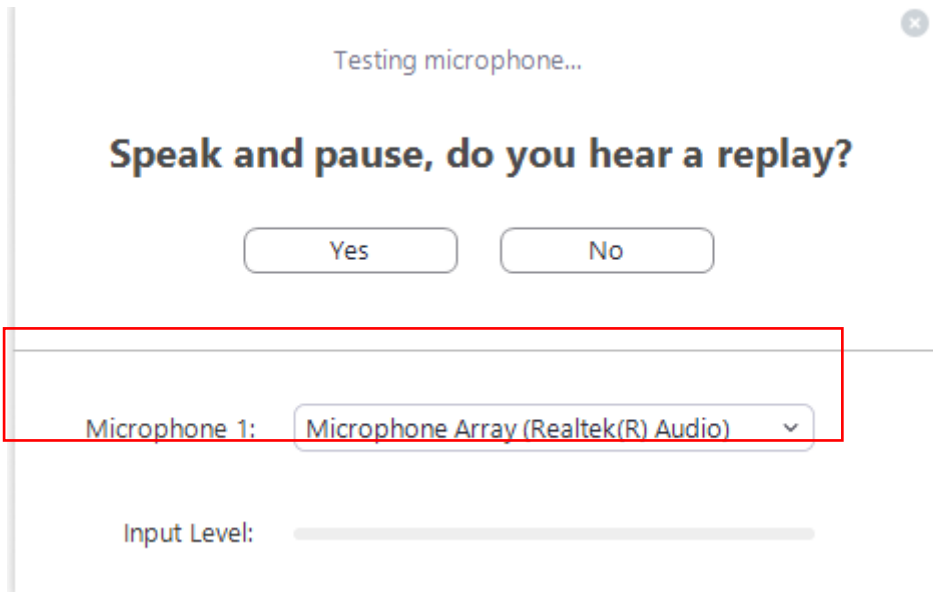 Testing microphone...
Speak and pause, do you hear a replay?
Yes No
Microphone 1: Microphone Array (Realtek(R) Audio)
Input Level: